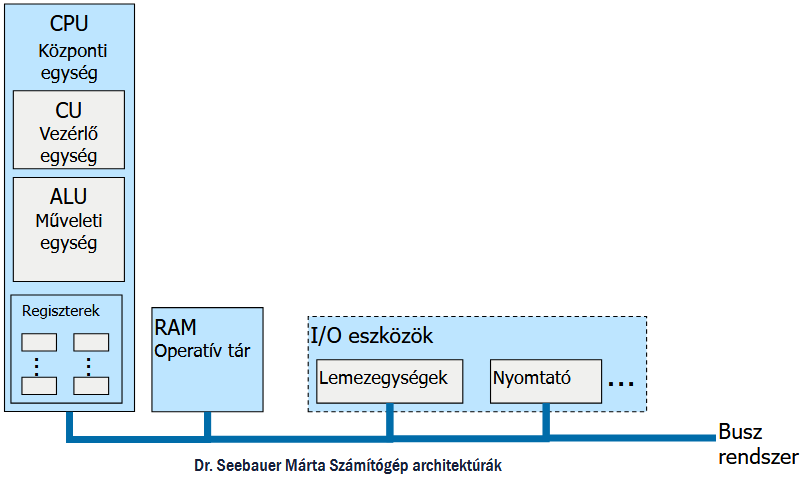 CPU
Központi
egység
CU
Vezérlő
egység
ALU
Műveleti
egység
Regiszterek
RAM
Operatív tár
I/O eszközök
Lemezegységek
Nyomtató
...
Busz
rendszer
Dr. Seebauer Márta Számítógép architektúrák